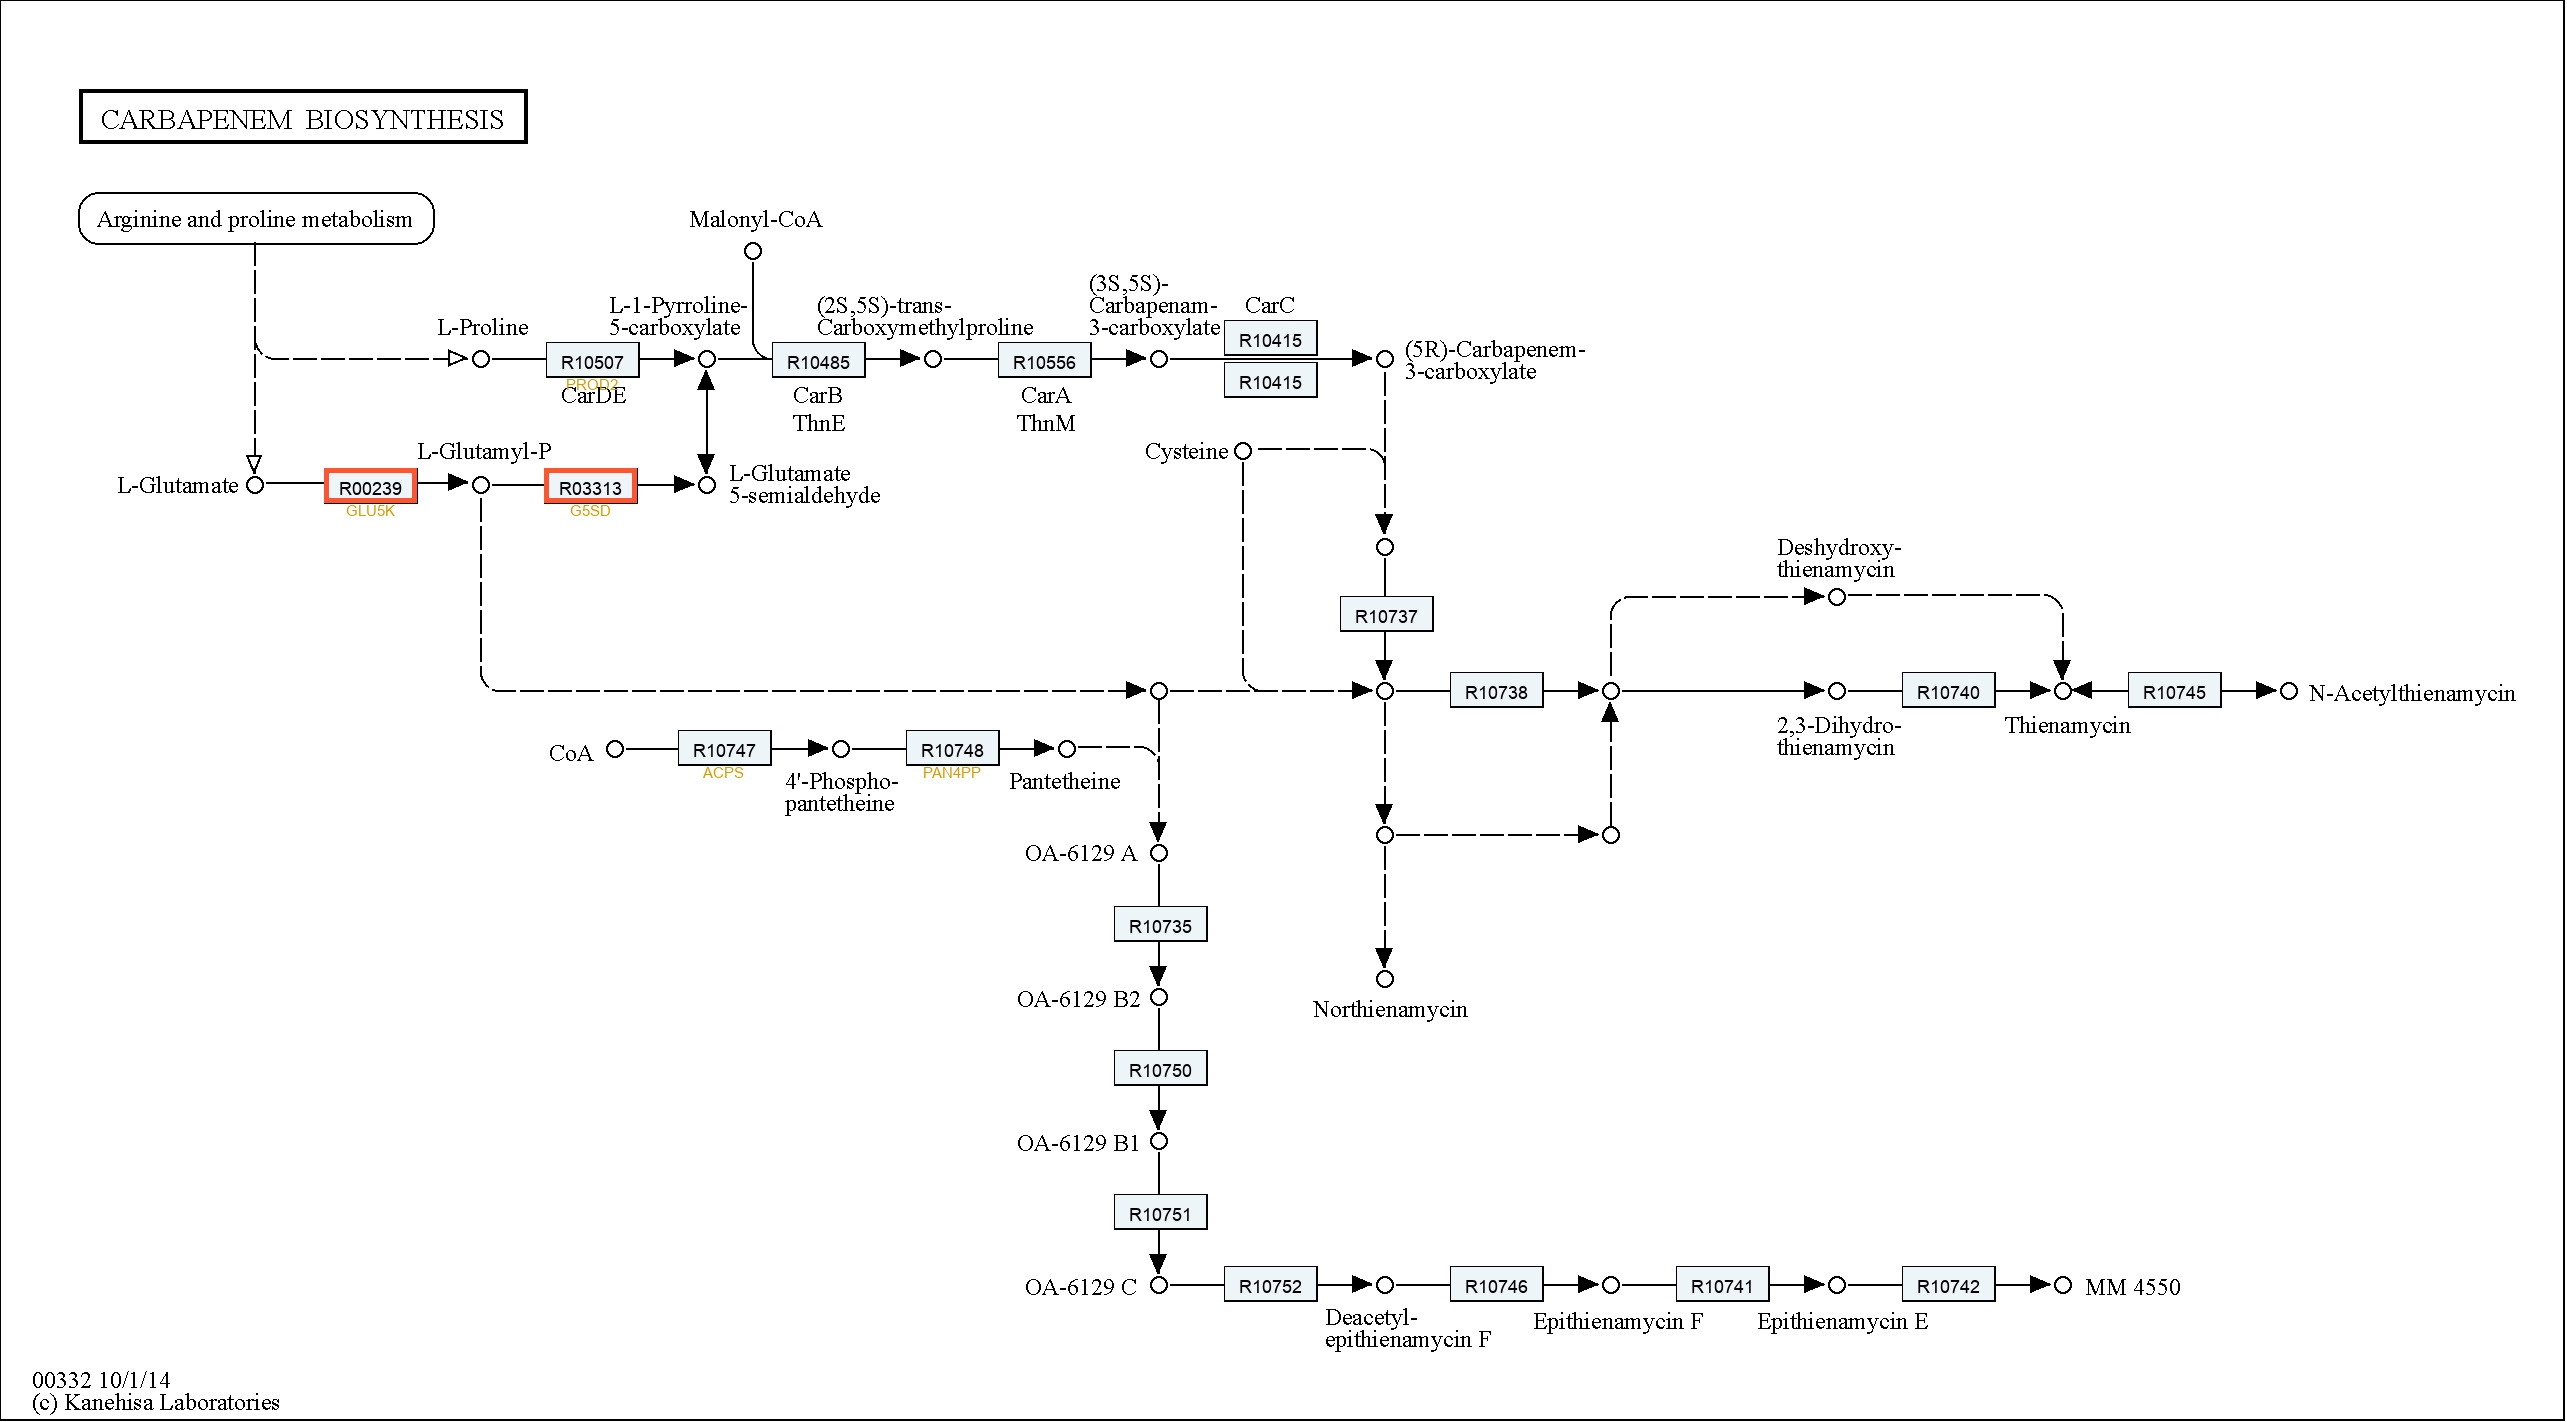 CARBAPENEM BIOSYNTHESIS
Arginine and proline metabolism
Malonyl-CoA
L-Proline
R10507
PROD2
CarDE
L-1-Pyrroline-
5-carboxylate
R10485
CarB
ThnE
(2S,5S)-trans-
Carboxymethylproline
R10556
CarA
ThnM
(3S,5S)-
Carbapenam-
3-carboxylate
CarC
R10415
R10415
(5R)-Carbapenem-
3-carboxylate
L-Glutamate
R00239
GLU5K
L-Glutamyl-P
R03313
G5SD
L-Glutamate
5-semialdehyde
Cysteine
R10737
Deshydroxy-
thienamycin
R10738
2,3-Dihydro-
thienamycin
R10740
Thienamycin
R10745
N-Acetylthienamycin
CoA
R10747
ACPS
4'-Phospho-
pantetheine
R10748
PAN4PP
Pantetheine
OA-6129 A
R10735
OA-6129 B2
Northienamycin
R10750
OA-6129 B1
R10751
OA-6129 C
R10752
Deacetyl-
epithienamycin F
R10746
Epithienamycin F
R10741
Epithienamycin E
R10742
MM 4550
00332 10/1/14
(c) Kanehisa Laboratories